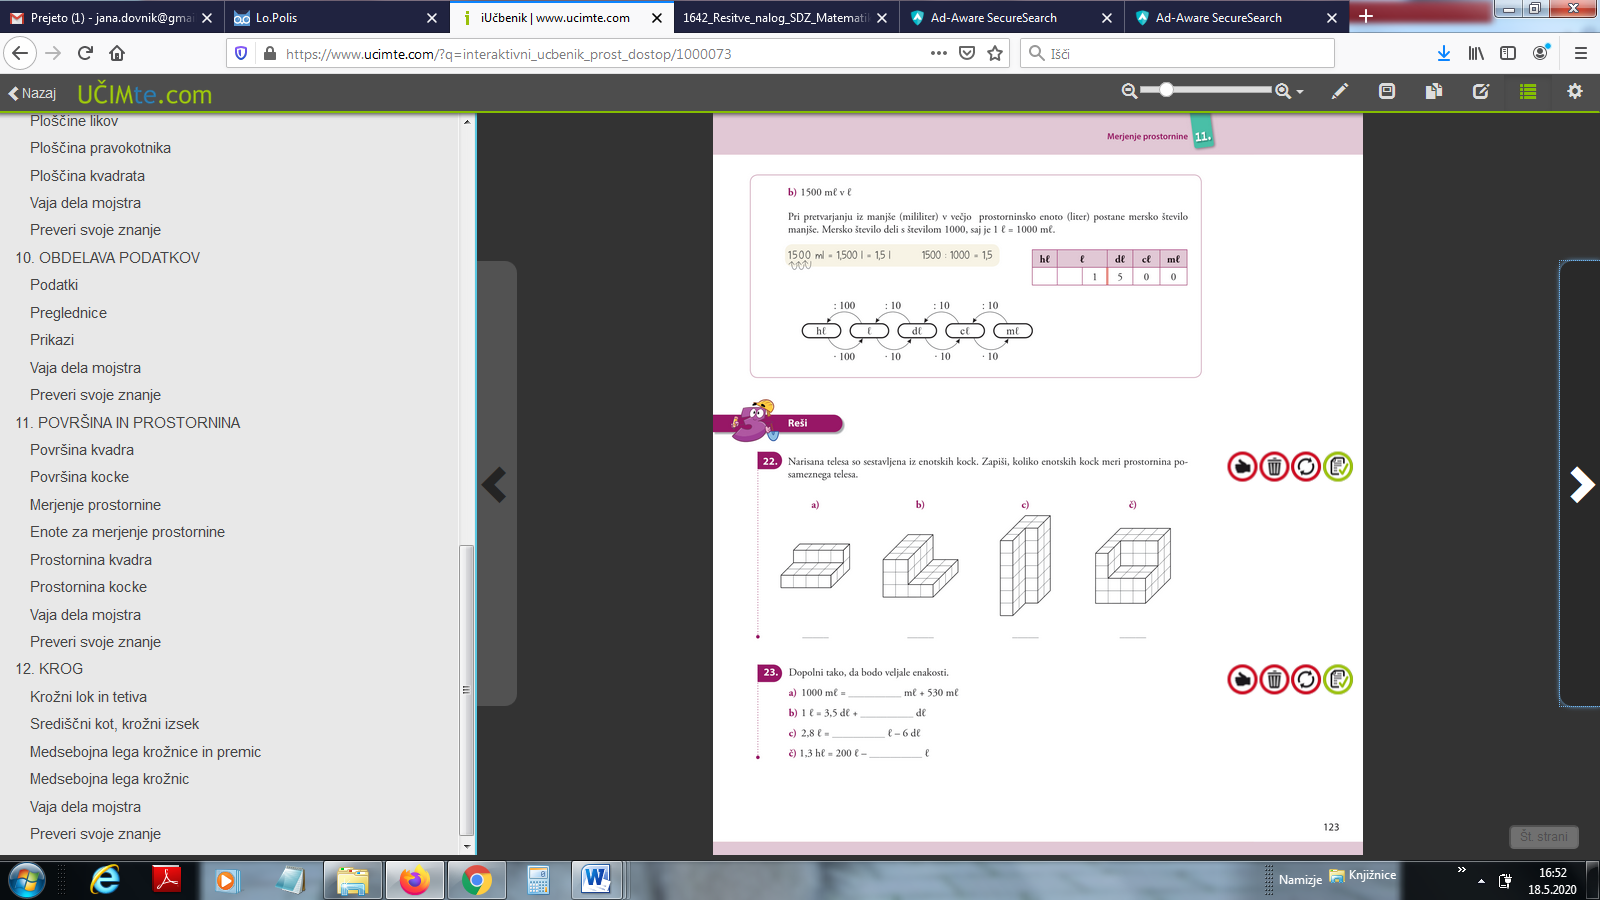 Prejeto (1) - jana.dovnik@gmai
Lo.Polis
iUčbenik | www.ucimte.com
1642_Resitve_nalog_SDZ_Matemati
Ad-Aware SecureSearch
Ad-Aware SecureSearch
https://www.ucimte.com/?q=interaktivni_ucbenik_prost_dostop/1000073
Išči
Nazaj
UČIMte.com
Ploščine likov
Ploščina pravokotnika
Ploščina kvadrata
Vaja dela mojstra
Preveri svoje znanje
10. OBDELAVA PODATKOV
Podatki
Preglednice
Prikazi
Vaja dela mojstra
Preveri svoje znanje
11. POVRŠINA IN PROSTORNINA
Površina kvadra
Površina kocke
Merjenje prostornine
Enote za merjenje prostornine
Prostornina kvadra
Prostornina kocke
Vaja dela mojstra
Preveri svoje znanje
12. KROG
Krožni lok in tetiva
Središčni kot, krožni izsek
Medsebojna lega krožnice in premic
Medsebojna lega krožnic
Vaja dela mojstra
Preveri svoje znanje
Merjenje prostornine 11.
b) 1500 mℓ v ℓ
Pri pretvarjanju iz manjše (mililiter) v večjo prostorninsko enoto (liter) postane mersko število
manjše. Mersko število deli s številom 1000, saj je 1 ℓ = 1000 mℓ.
1500 ml = 1,500 l = 1,5 l 1500 : 1000 = 1,5
hℓ ℓ dℓ cℓ mℓ
1 5 0 0
: 100 : 10 : 10 : 10
hℓ ℓ dℓ cℓ mℓ
· 100 · 10 · 10 · 10
Reši
22. Narisana telesa so sestavljena iz enotskih kock. Zapiši, koliko enotskih kock meri prostornina po-
sameznega telesa.
a) b) c) č)
23. Dopolni tako, da bodo veljale enakosti.
a) 1000 mℓ = __________ mℓ + 530 mℓ
b) 1 ℓ = 3,5 dℓ + __________ dℓ
c) 2,8 ℓ = __________ ℓ – 6 dℓ
č) 1,3 hℓ = 200 ℓ – __________ ℓ
123
Št. strani
Namizje
Knjižnice
16:52
18.5.2020